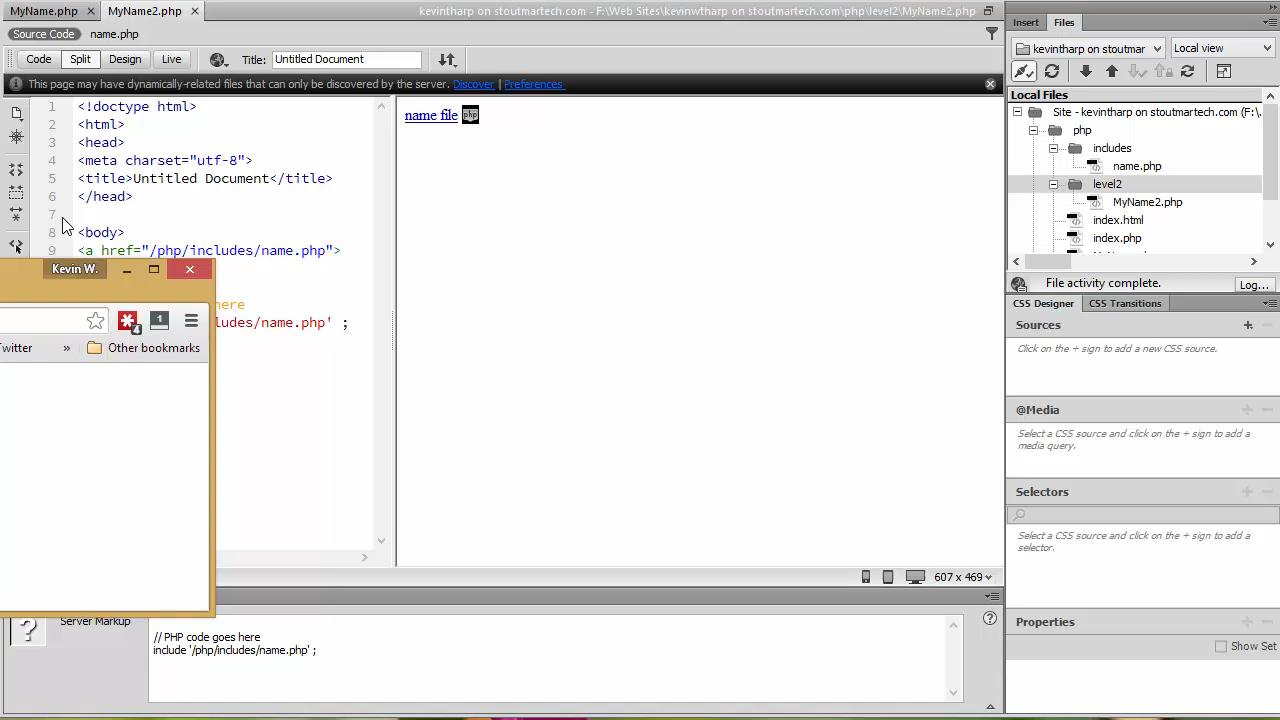 MyName.php ×
MyName2.php ×
kevintharp on stoutmartech.com - F:\Web Sites\kevinwtharp on stoutmartech.com\php\level2\MyName2.php
Source Code
name.php
Code
Split
Design
Live
Title:
Untitled Document
This page may have dynamically-related files that can only be discovered by the server.
Discover
Preferences
1 <!doctype html>
2 <html>
3 <head>
4 <meta charset="utf-8">
5 <title>Untitled Document</title>
6 </head>
7
8 <body>
9 <a href="/php/includes/name.php">
here
ludes/name.php' ;
name file
php
Kevin W.
4
1
Twitter
»
Other bookmarks
607 x 469
Server Markup
// PHP code goes here
include '/php/includes/name.php' ;
Insert
Files
kevintharp on stoutmar
Local view
Local Files
Site - kevintharp on stoutmartech.com (F:\.
php
includes
name.php
level2
MyName2.php
index.html
index.php
File activity complete.
Log...
CSS Designer
CSS Transitions
Sources
Click on the + sign to add a new CSS source.
@Media
Select a CSS source and click on the + sign to add a
media query.
Selectors
Select a CSS source and click on the + sign to add a
selector.
Properties
Show Set